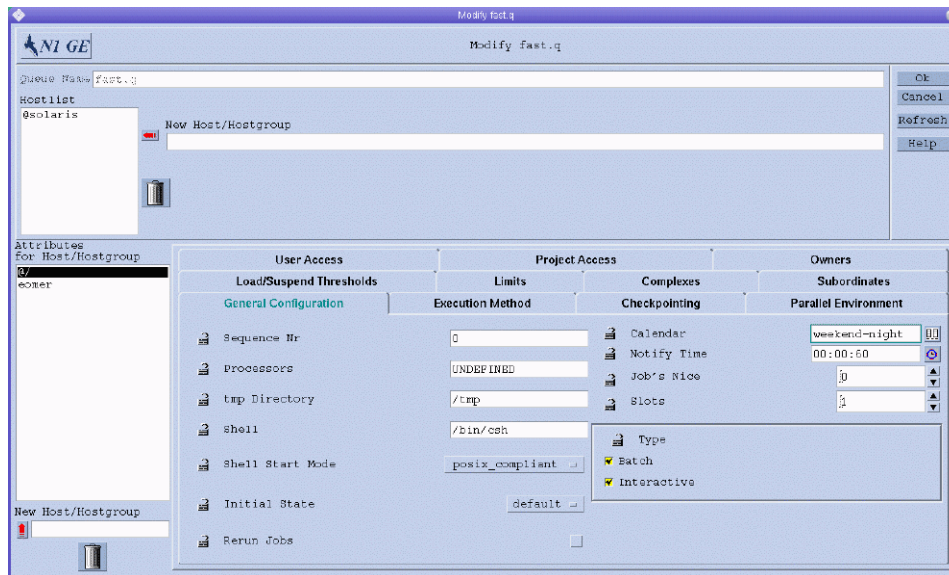 Modify fast.q
N1 GE
Modify fast.q
Queue Name fast.q
Ok
Cancel
Refresh
Help
Hostlist
@solaris
New Host/Hostgroup
Attributes
for Host/Hostgroup
@/
eomer
New Host/Hostgroup
User Access Project Access Owners
Load/Suspend Thresholds Limits Complexes Subordinates
General Configuration Execution Method Checkpointing Parallel Environment
Sequence Nr 0
Processors UNDEFINED
tmp Directory /tmp
Shell /bin/csh
Shell Start Mode posix_compliant
Initial State default
Rerun Jobs
Calendar weekend-night
Notify Time 00:00:60
Job's Nice 0
Slots 1
Type
Batch
Interactive